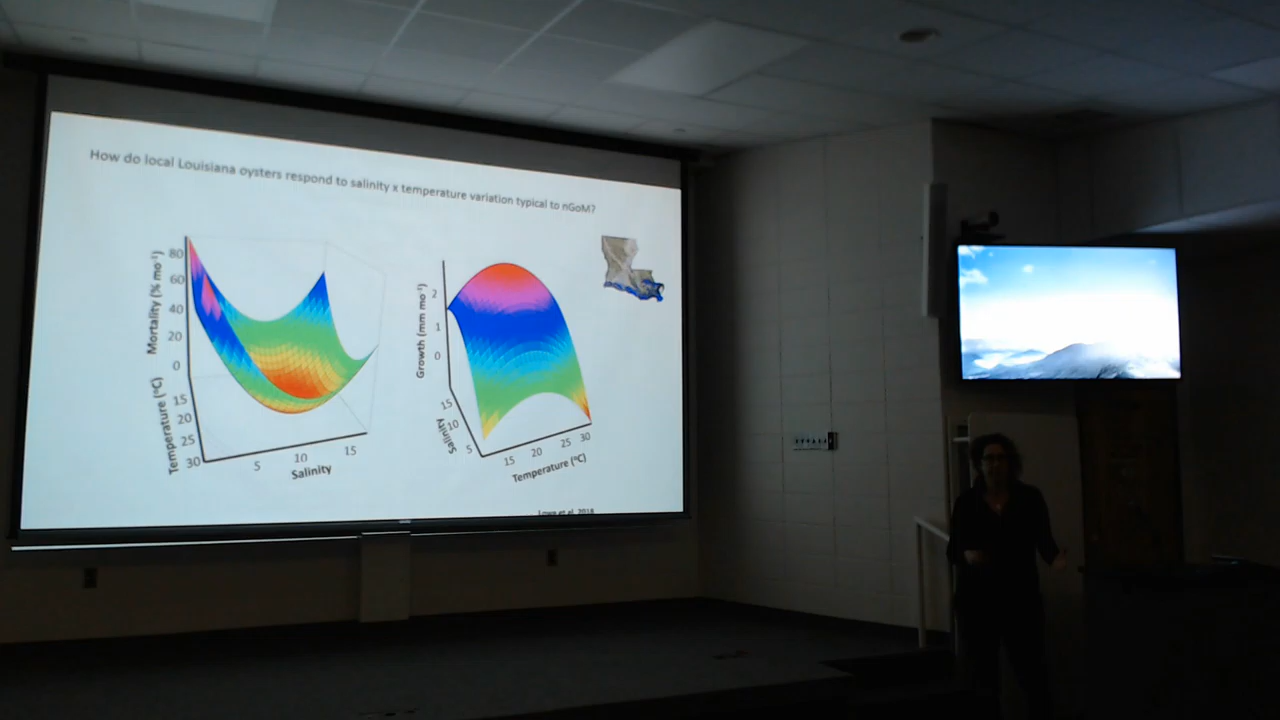 How do local Louisiana oysters respond to salinity x temperature variation typical to nGoM?
Mortality (% mo⁻¹)
80
60
40
20
0
Temperature (°C)
15
20
25
30
5
10
15
Salinity
Growth (mm mo⁻¹)
2
1
0
Salinity
15
10
5
15
20
25
30
Temperature (°C)
Lowe et al. 2018